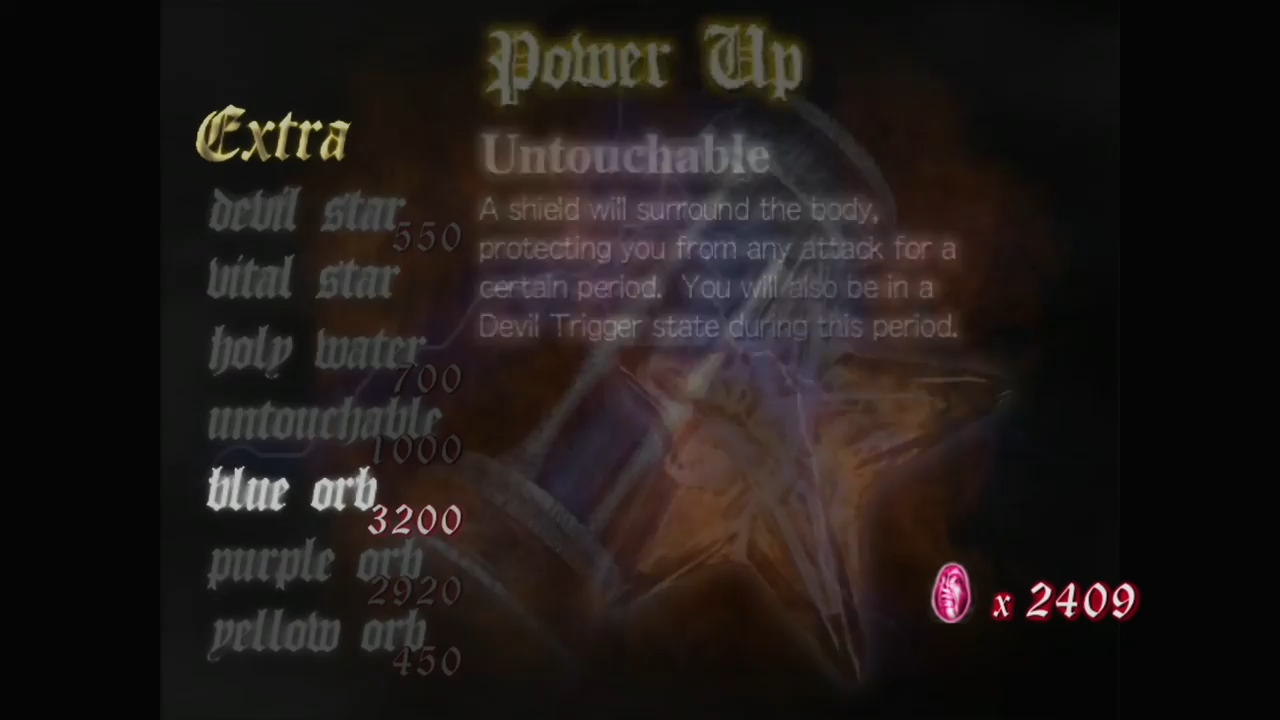 Power Up
Extra
devil star
550
vital star
holy water
700
untouchable
1000
blue orb
3200
purple orb
2920
yellow orb
450
Untouchable
A shield will surround the body,
protecting you from any attack for a
certain period. You will also be in a
Devil Trigger state during this period.
x 2409